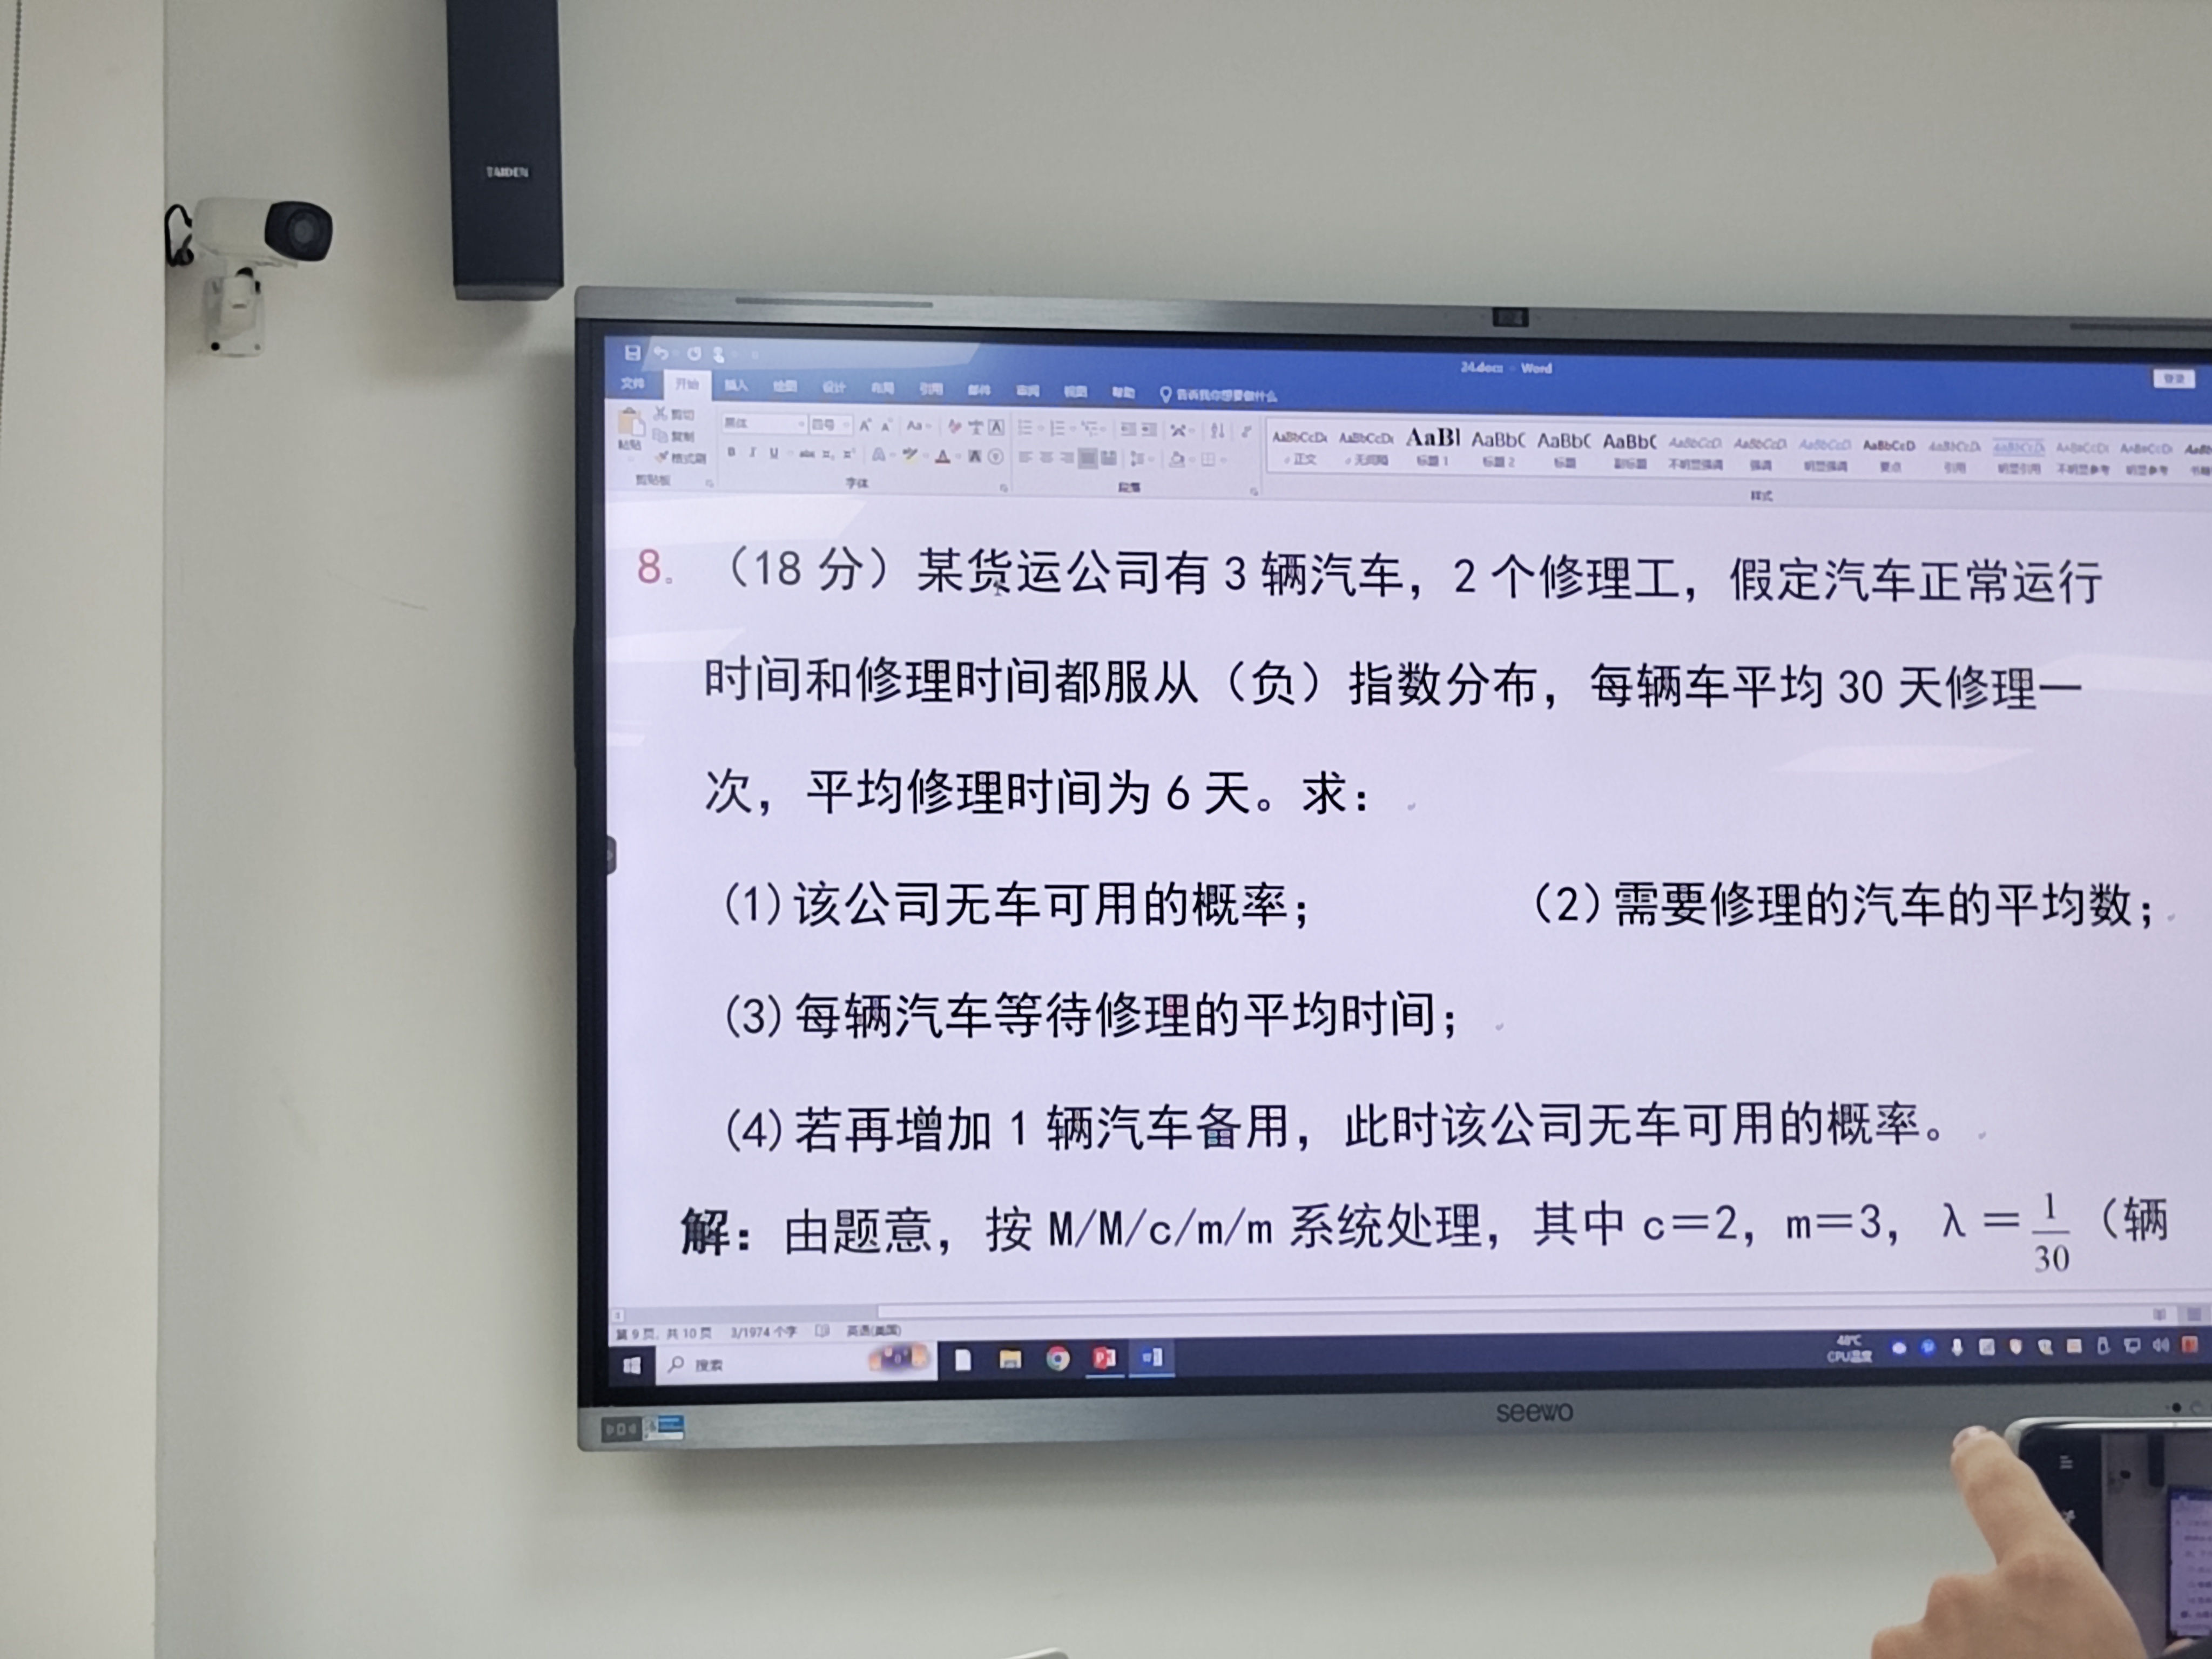 TAIDEN
24.docx - Word
登录
文件 开始 插入 绘图 设计 布局 引用 邮件 审阅 视图 帮助 告诉我你想要做什么
粘贴 剪切 复制 格式刷
黑体 四号
AaBbCcDc AaBbCcDc AaBl AaBbC AaBbC AaBbC AaBbCcD AaBbCcD AaBbCcD AaBbCcD AaBbCcDc AaBbCcDc AaBbCcDc AaBbCcDc
正文 无间隔 标题 1 标题 2 标题 副标题 不明显强调 强调 明显强调 要点 引用 明显引用 不明显参考 明显参考
剪贴板 字体 段落 样式
8. （18 分）某货运公司有 3 辆汽车，2 个修理工，假定汽车正常运行
时间和修理时间都服从（负）指数分布，每辆车平均 30 天修理一
次，平均修理时间为 6 天。求：
(1)该公司无车可用的概率； (2)需要修理的汽车的平均数；
(3)每辆汽车等待修理的平均时间；
(4)若再增加 1 辆汽车备用，此时该公司无车可用的概率。
解：由题意，按 M/M/c/m/m 系统处理，其中 c＝2，m＝3，λ＝1/30（辆
第 9 页，共 10 页 3/1974 个字 英语(美国)
搜索
48℃
CPU温度
seewo